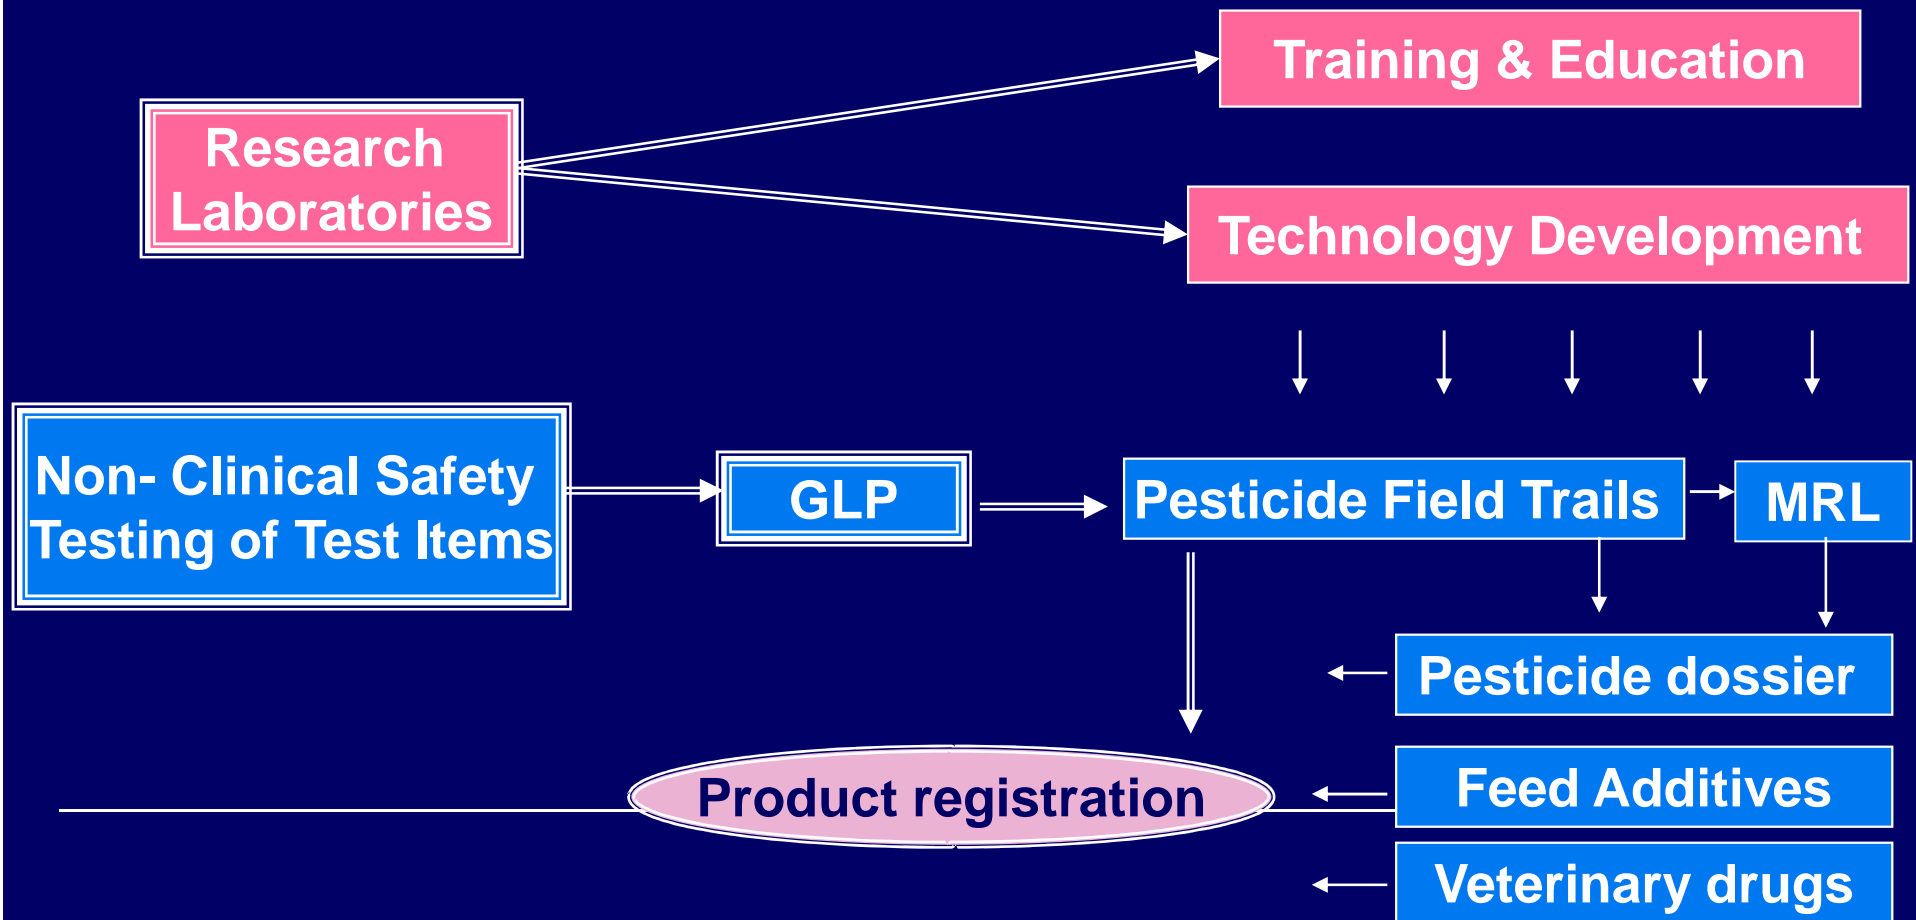 Training & Education
Research
Laboratories
Technology Development
Non- Clinical Safety
Testing of Test Items
GLP
Pesticide Field Trails
MRL
Pesticide dossier
Product registration
Feed Additives
Veterinary drugs